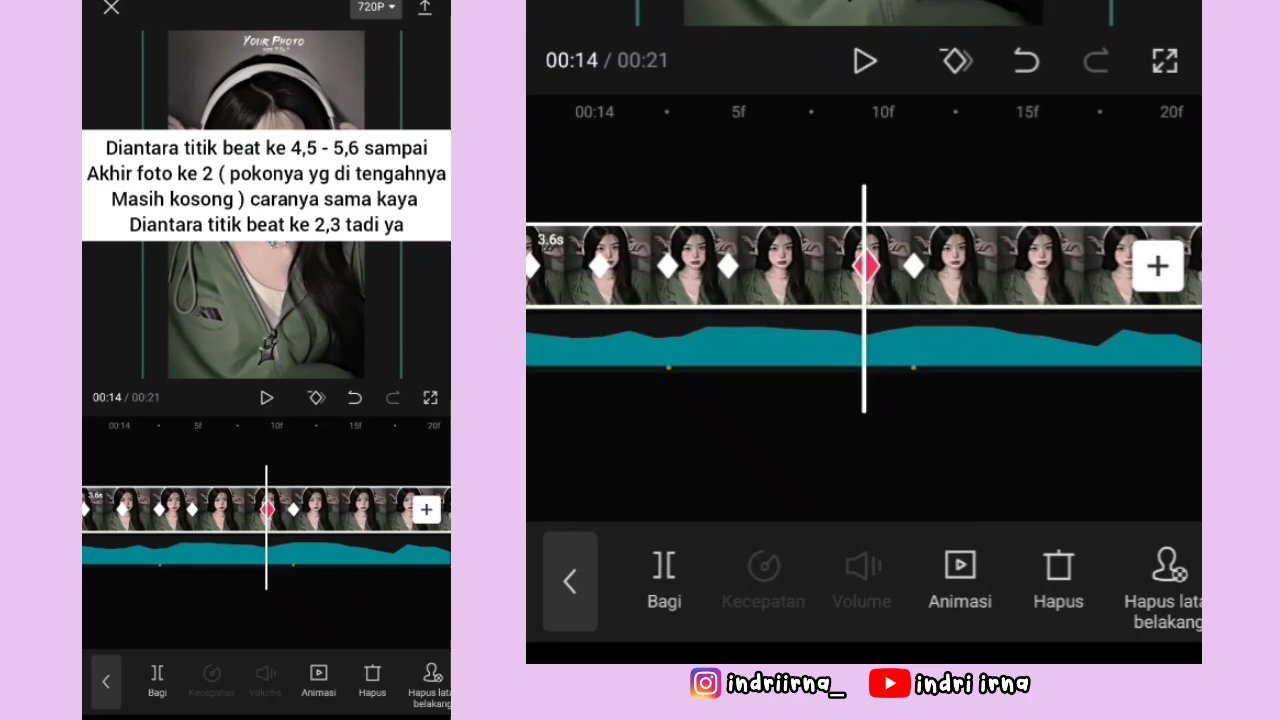 720P
YOUR PHOTO
Diantara titik beat ke 4,5 - 5,6 sampai
Akhir foto ke 2 ( pokonya yg di tengahnya
Masih kosong ) caranya sama kaya
Diantara titik beat ke 2,3 tadi ya
00:14 / 00:21
00:14 5f 10f 15f 20f
3.6s
Bagi Kecepatan Volume Animasi Hapus Hapus lata
belakang
00:14 / 00:21
00:14 5f 10f 15f 20f
3.6s
Bagi Kecepatan Volume Animasi Hapus Hapus lata
belakang
indriirna_ indri irna